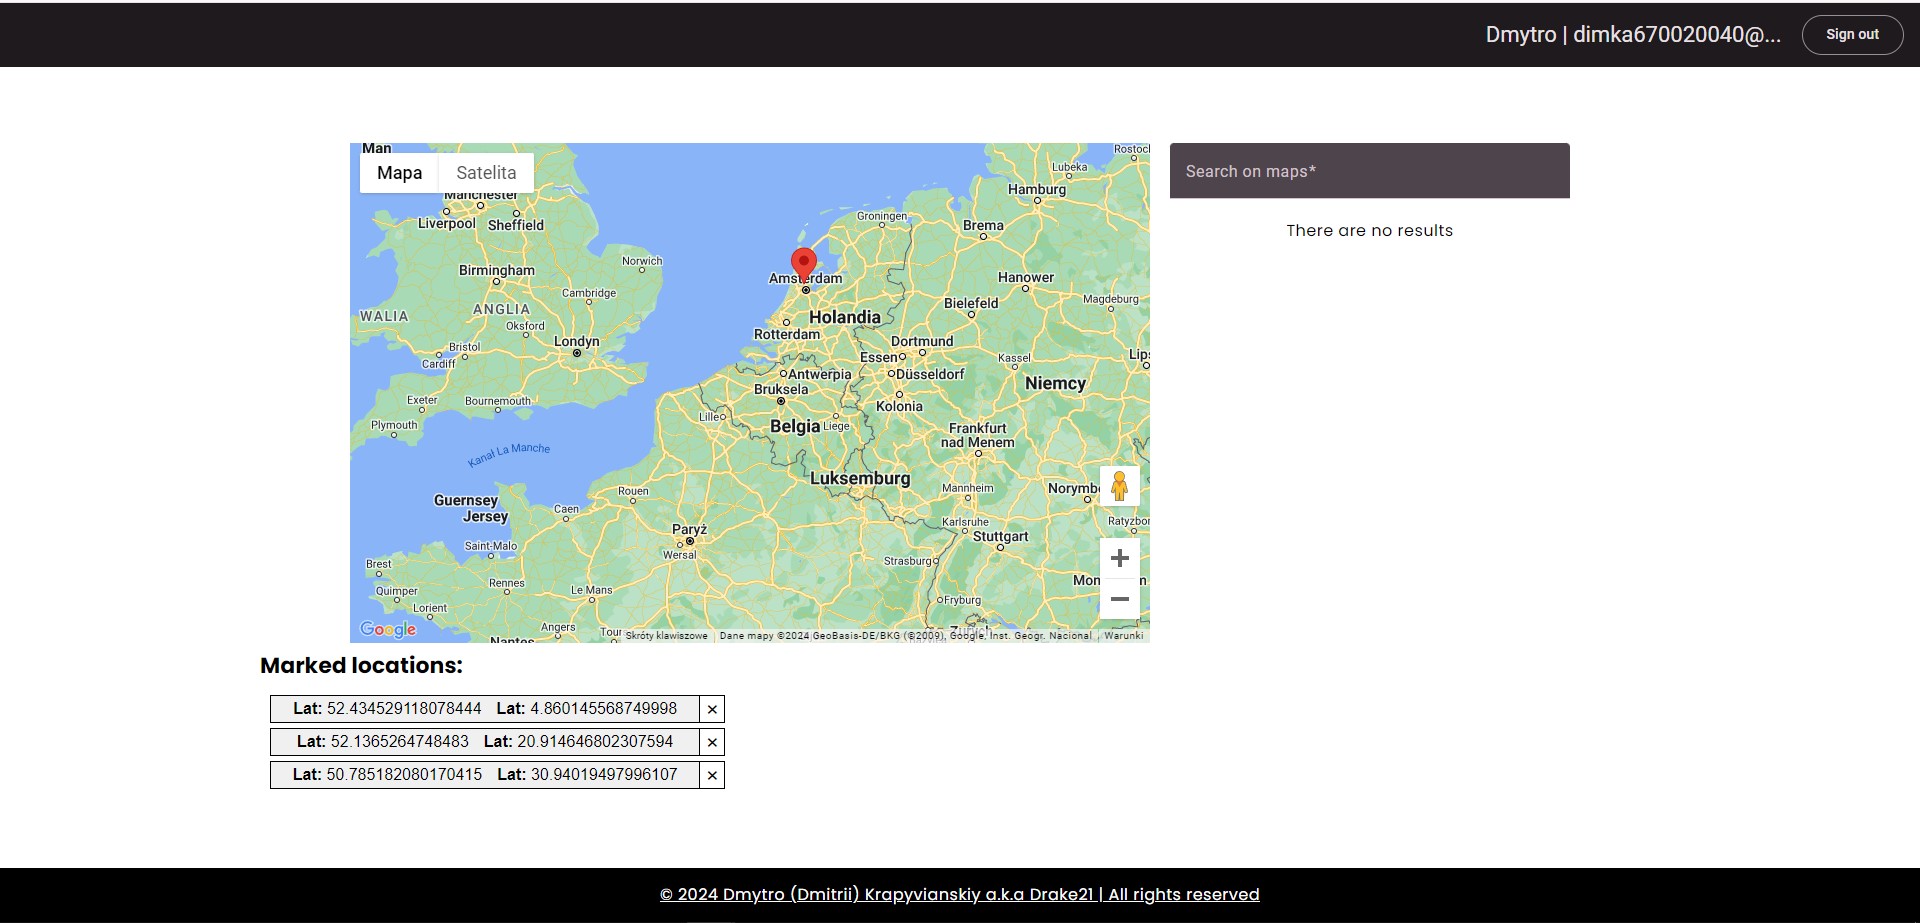 Dmytro | dimka670020040@...
Sign out
Man
Mapa
Satelita
Search on maps*
There are no results
Manchester
Liverpool
Sheffield
Birmingham
Norwich
Cambridge
ANGLIA
WALIA
Oksford
Londyn
Bristol
Cardiff
Exeter
Bournemouth
Plymouth
Kanał La Manche
Guernsey
Jersey
Saint-Malo
Brest
Quimper
Lorient
Rennes
Caen
Rouen
Paryż
Wersal
Le Mans
Angers
Tour
Nantes
Groningen
Amsterdam
Holandia
Rotterdam
Antwerpia
Bruksela
Lille
Belgia
Liege
Luksemburg
Rostoc
Lubeka
Hamburg
Brema
Hanower
Bielefeld
Magdeburg
Dortmund
Essen
Düsseldorf
Kolonia
Kassel
Lips
Niemcy
Frankfurt
nad Menem
Mannheim
Norymb
Karlsruhe
Ratyzbon
Stuttgart
Strasburg
Mon
m
Fryburg
Zurych
Google
Skróty klawiszowe
Dane mapy ©2024 GeoBasis-DE/BKG (©2009), Google, Inst. Geogr. Nacional
Warunki
Marked locations:
Lat: 52.434529118078444 Lat: 4.860145568749998 ×
Lat: 52.1365264748483 Lat: 20.914646802307594 ×
Lat: 50.785182080170415 Lat: 30.94019497996107 ×
© 2024 Dmytro (Dmitrii) Krapyvianskiy a.k.a Drake21 | All rights reserved